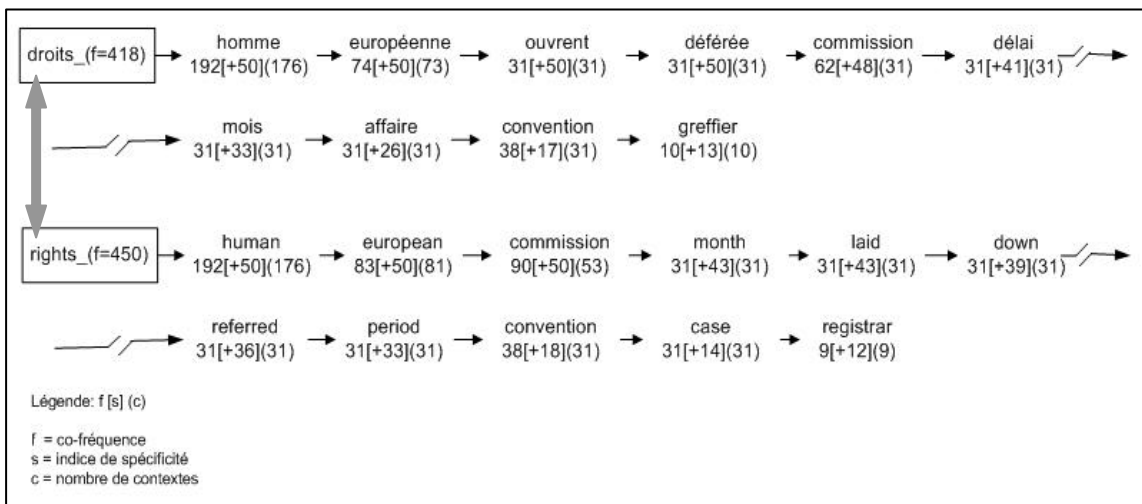 droits_(f=418) homme européenne ouvrent déférée commission délai
192[+50](176) 74[+50](73) 31[+50](31) 31[+50](31) 62[+48](31) 31[+41](31)
mois affaire convention greffier
31[+33](31) 31[+26](31) 38[+17](31) 10[+13](10)
rights_(f=450) human european commission month laid down
192[+50](176) 83[+50](81) 90[+50](53) 31[+43](31) 31[+43](31) 31[+39](31)
referred period convention case registrar
31[+36](31) 31[+33](31) 38[+18](31) 31[+14](31) 9[+12](9)
Légende: f [s] (c)
f = co-fréquence
s = indice de spécificité
c = nombre de contextes